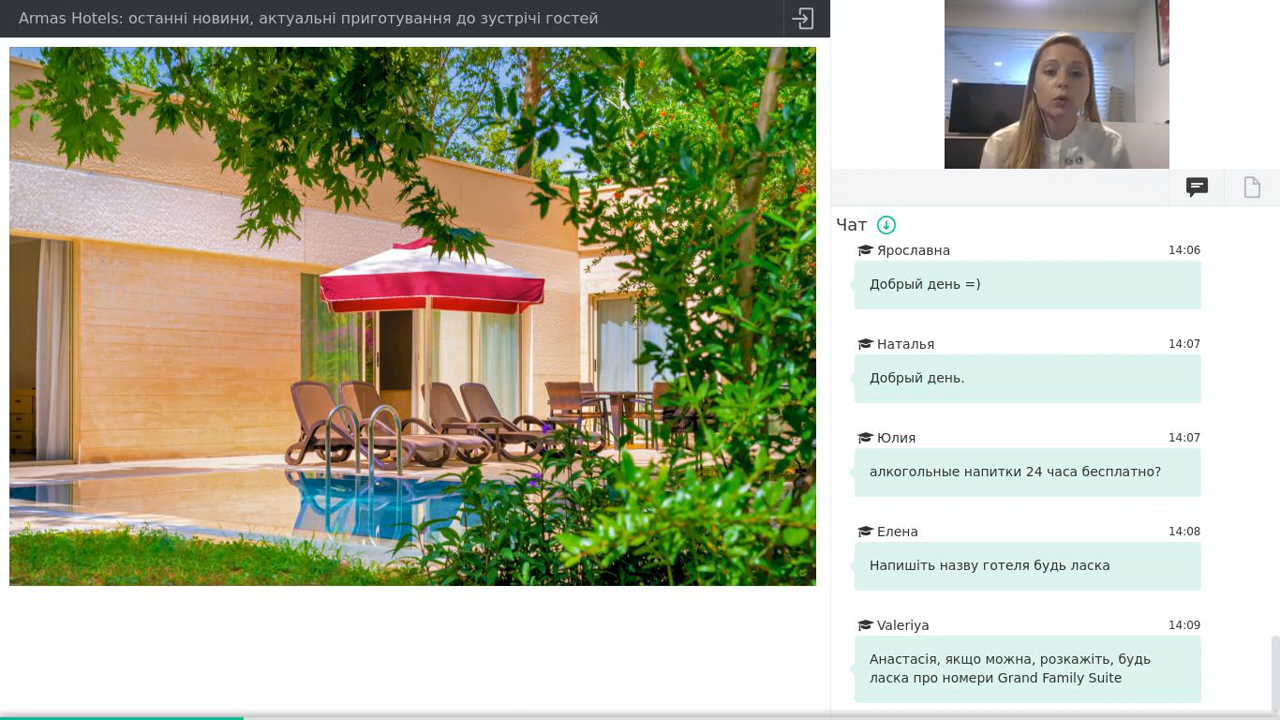 Armas Hotels: останні новини, актуальні приготування до зустрічі гостей
Чат
Ярославна 14:06
Добрый день =)
Наталья 14:07
Добрый день.
Юлия 14:07
алкогольные напитки 24 часа бесплатно?
Елена 14:08
Напишіть назву готеля будь ласка
Valeriya 14:09
Анастасія, якщо можна, розкажіть, будь
ласка про номери Grand Family Suite